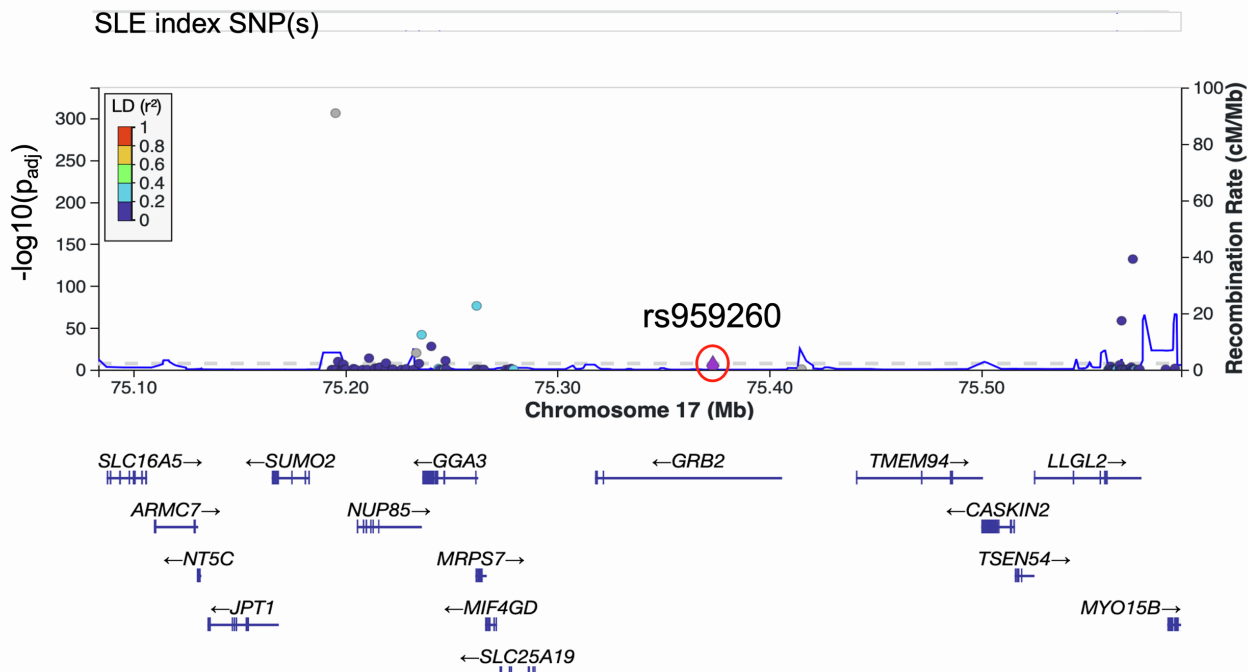 SLE index SNP(s)
LD (r²)
1
0.8
0.6
0.4
0.2
0
-log10(p_adj)
300
250
200
150
100
50
0
100
80
60
40
20
0
Recombination Rate (cM/Mb)
rs959260
75.10 75.20 75.30 75.40 75.50
Chromosome 17 (Mb)
SLC16A5→ ←SUMO2 ←GGA3 ←GRB2 TMEM94→ LLGL2→
ARMC7→ NUP85→ ←CASKIN2
←NT5C MRPS7→ TSEN54→
←JPT1 ←MIF4GD MYO15B→
←SLC25A19